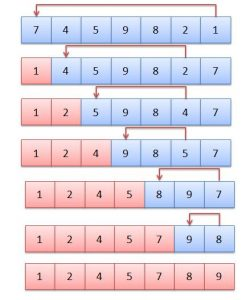 7 4 5 9 8 2 1
1 4 5 9 8 2 7
1 2 5 9 8 4 7
1 2 4 9 8 5 7
1 2 4 5 8 9 7
1 2 4 5 7 9 8
1 2 4 5 7 8 9